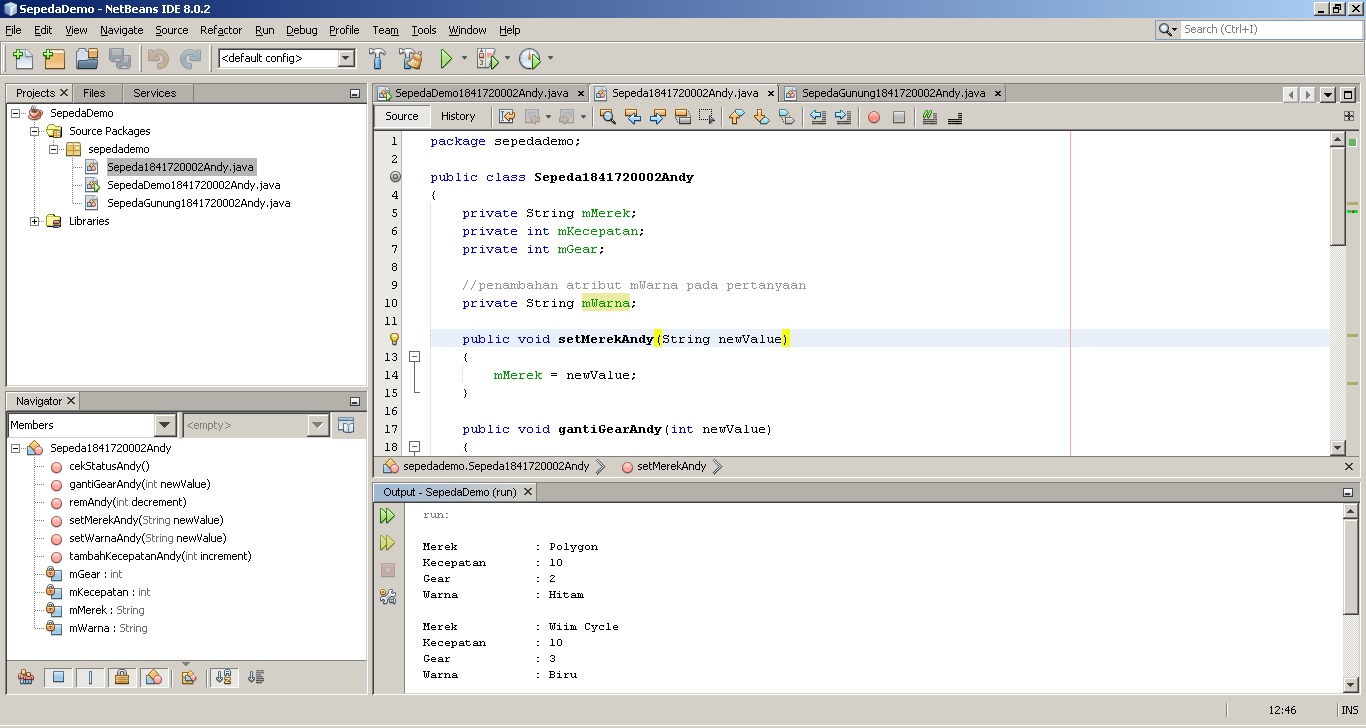 SepedaDemo - NetBeans IDE 8.0.2
File Edit View Navigate Source Refactor Run Debug Profile Team Tools Window Help
Search (Ctrl+I)
<default config>
Projects Files Services
SepedaDemo
Source Packages
sepedademo
Sepeda1841720002Andy.java
SepedaDemo1841720002Andy.java
SepedaGunung1841720002Andy.java
Libraries
Navigator
Members <empty>
Sepeda1841720002Andy
cekStatusAndy()
gantiGearAndy(int newValue)
remAndy(int decrement)
setMerekAndy(String newValue)
setWarnaAndy(String newValue)
tambahKecepatanAndy(int increment)
mGear : int
mKecepatan : int
mMerek : String
mWarna : String
SepedaDemo1841720002Andy.java Sepeda1841720002Andy.java SepedaGunung1841720002Andy.java
Source History
1 package sepedademo;
2
public class Sepeda1841720002Andy
4 {
5 private String mMerek;
6 private int mKecepatan;
7 private int mGear;
8
9 //penambahan atribut mWarna pada pertanyaan
10 private String mWarna;
11
public void setMerekAndy(String newValue)
13 {
14 mMerek = newValue;
15 }
16
17 public void gantiGearAndy(int newValue)
18 {
sepedademo.Sepeda1841720002Andy setMerekAndy
Output - SepedaDemo (run)
run:
Merek : Polygon
Kecepatan : 10
Gear : 2
Warna : Hitam
Merek : Wiim Cycle
Kecepatan : 10
Gear : 3
Warna : Biru
12:46 INS